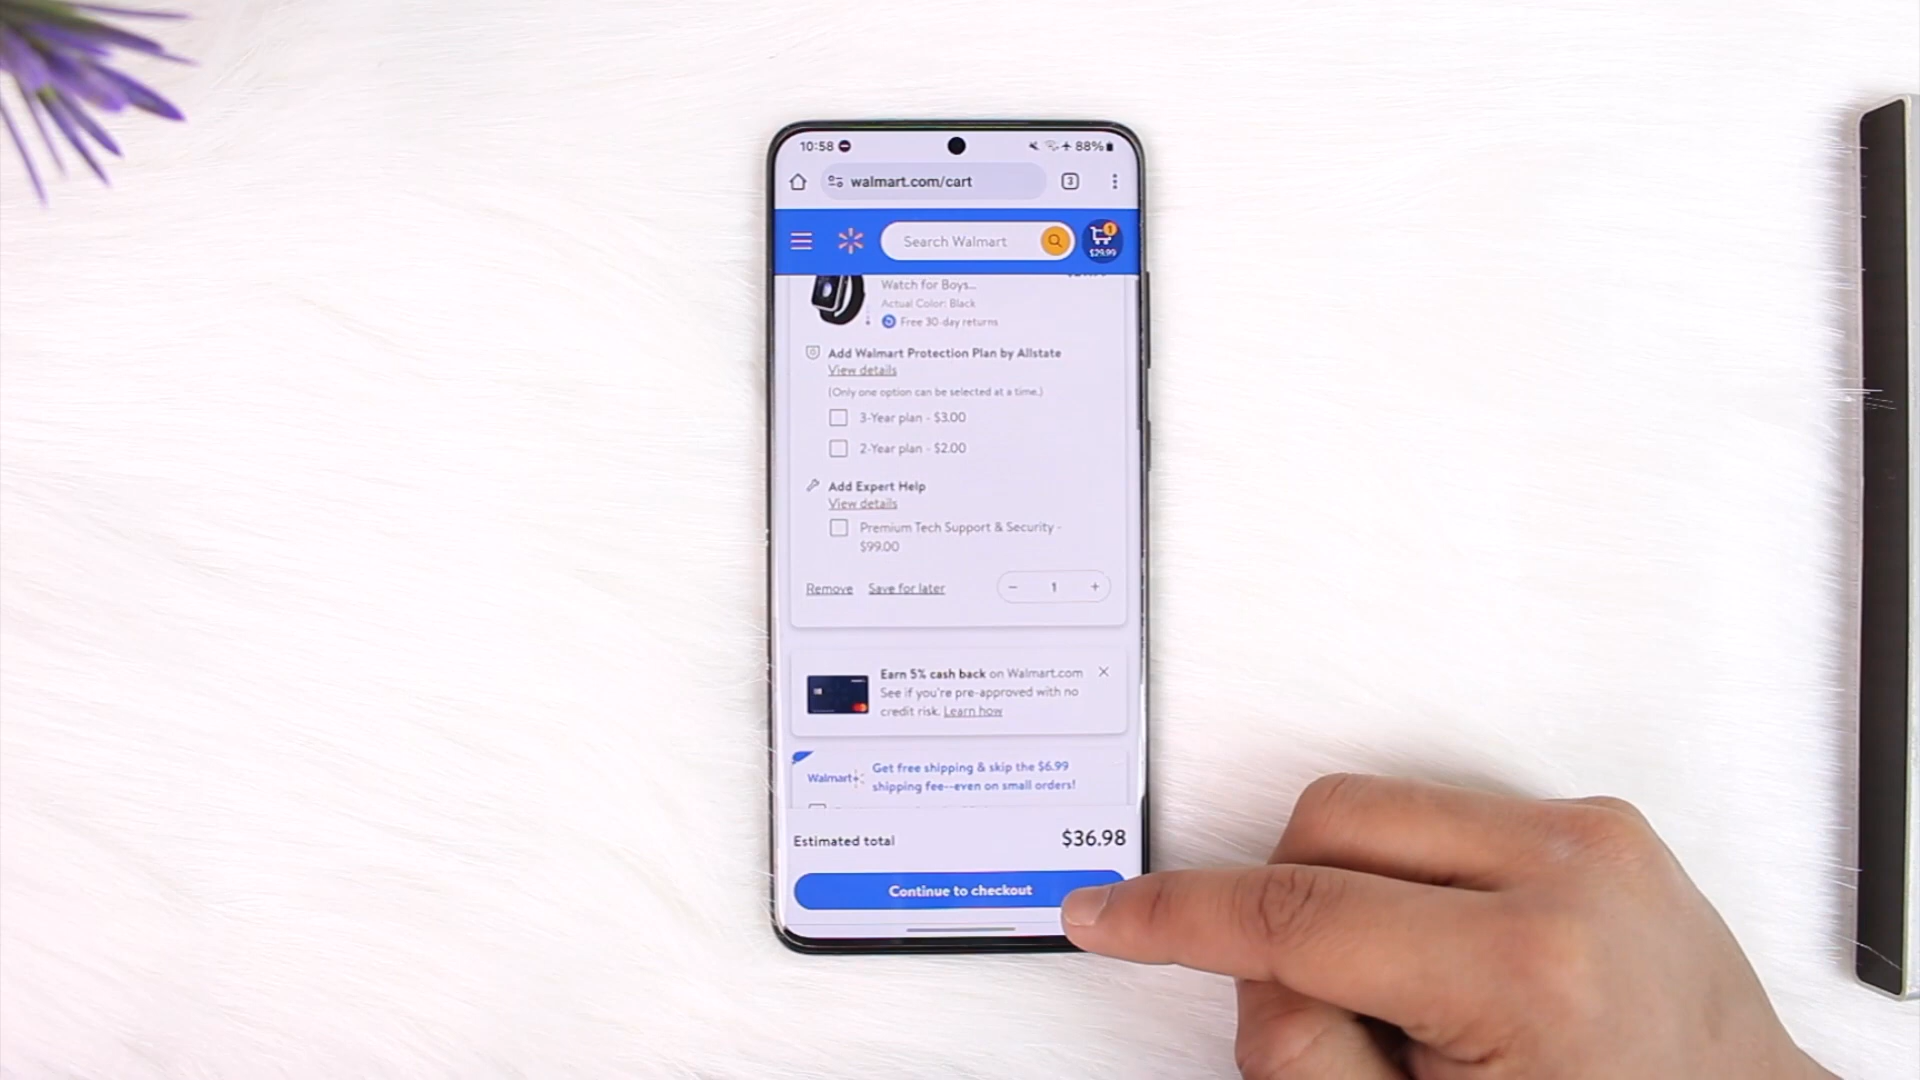 10:58 88%
walmart.com/cart 3
Search Walmart 1
$29.99
Watch for Boys...
Actual Color: Black
Free 30-day returns
Add Walmart Protection Plan by Allstate
View details
(Only one option can be selected at a time.)
3-Year plan - $3.00
2-Year plan - $2.00
Add Expert Help
View details
Premium Tech Support & Security -
$99.00
Remove Save for later − 1 +
Earn 5% cash back on Walmart.com
See if you're pre-approved with no
credit risk. Learn how
Walmart+
Get free shipping & skip the $6.99
shipping fee--even on small orders!
Estimated total $36.98
Continue to checkout